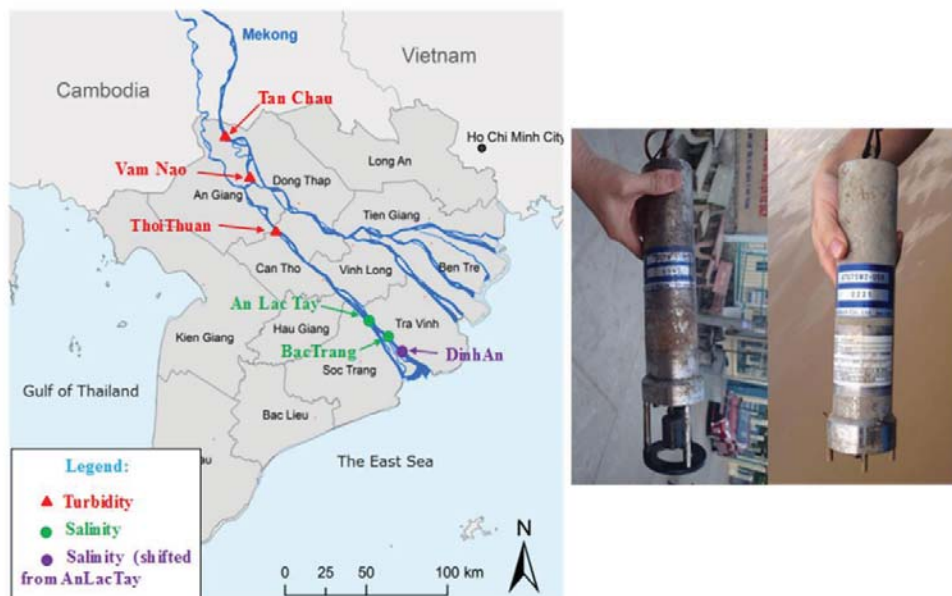 Mekong
Vietnam
Cambodia
Tan Chau
Ho Chi Minh City
Long An
Vam Nao
Dong Thap
An Giang
Tien Giang
ThoiThuan
Can Tho
Vinh Long
Ben Tre
An Lac Tay
Tra Vinh
Kien Giang
Hau Giang
BacTrang
DinhAn
Soc Trang
Gulf of Thailand
Bac Lieu
The East Sea
au
Legend:
Turbidity
Salinity
Salinity (shifted
from AnLacTay
N
0 25 50 100 km